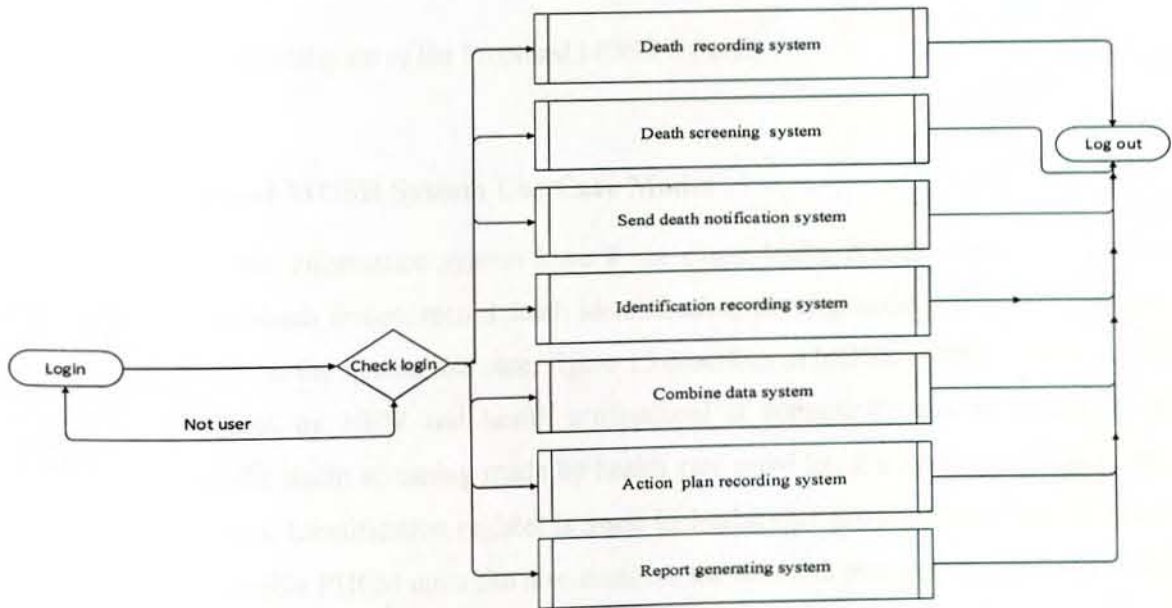 Death recording system
Death screening system
Log out
Send death notification system
Identification recording system
Login
Check login
Combine data system
Not user
Action plan recording system
Report generating system